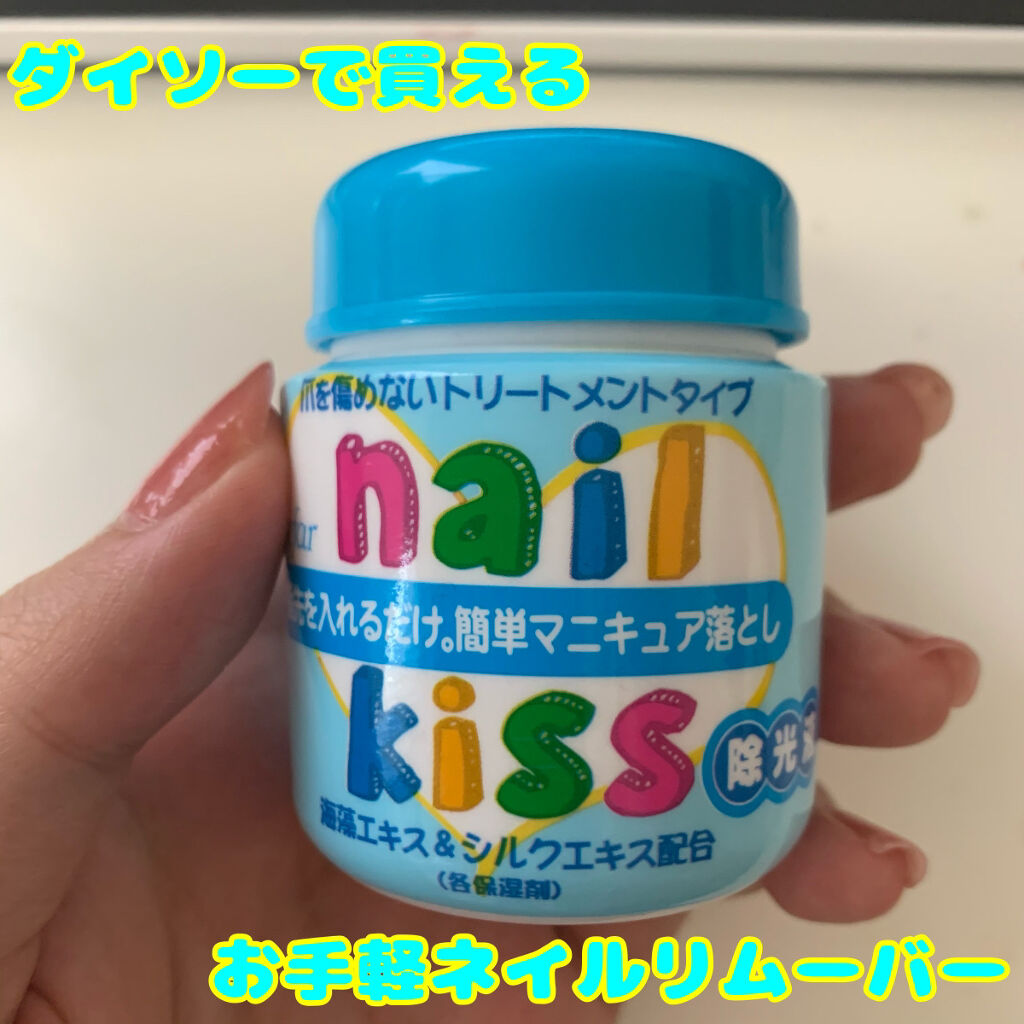 ダイソーで買える
爪を傷めないトリートメントタイプ
nail
を入れるだけ。簡単マニキュア落とし
kiss
除光
海藻エキス&シルクエキス配合
(各保湿剤)
お手軽ネイルリムーバー